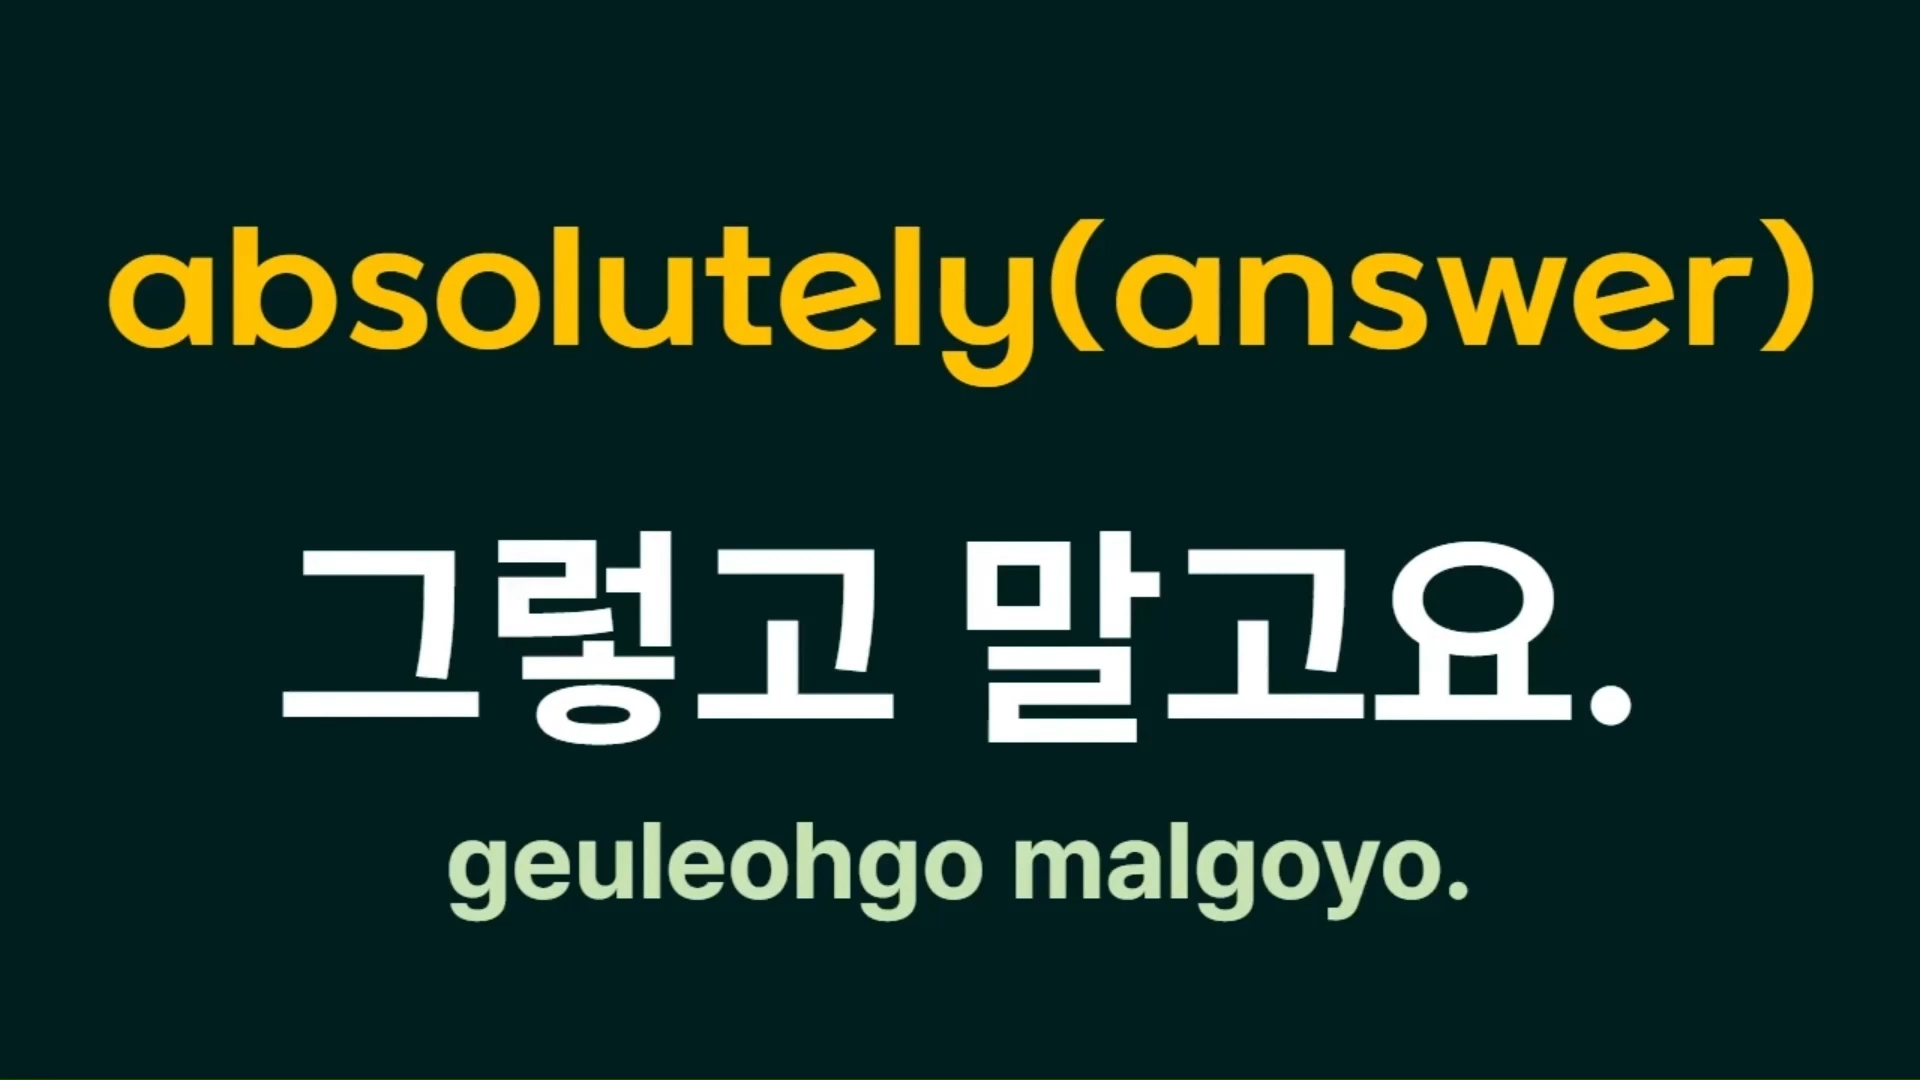 absolutely(answer)
그렇고 말고요.
geuleohgo malgoyo.